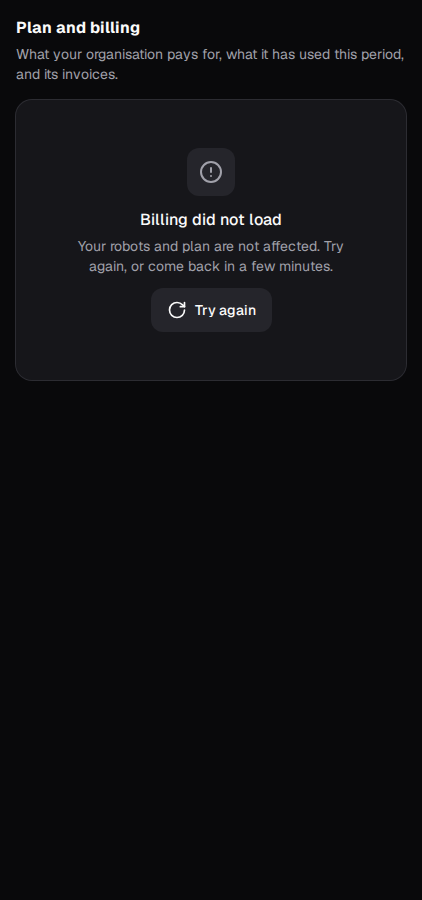 Plan and billing
What your organisation pays for, what it has used this period,
and its invoices.
Billing did not load
Your robots and plan are not affected. Try
again, or come back in a few minutes.
Try again